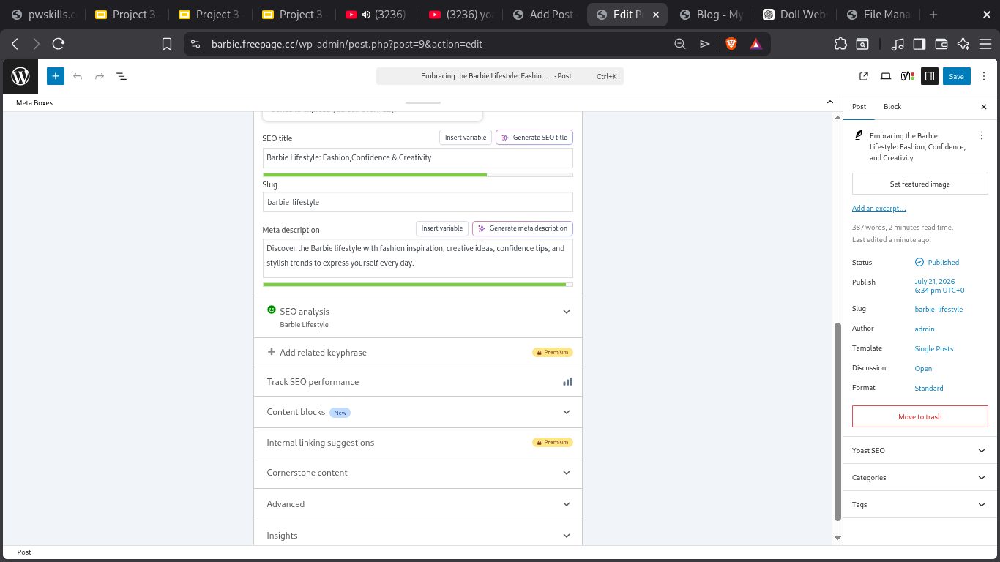 pwskills.c
Project 3
Project 3
Project 3
(3236)
(3236) yo
Add Post
Edit P
Blog - My
Doll Web
File Mana
barbie.freepage.cc/wp-admin/post.php?post=9&action=edit
Embracing the Barbie Lifestyle: Fashio… · Post Ctrl+K
Save
Meta Boxes
Post
Block
SEO title
Insert variable
Generate SEO title
Barbie Lifestyle: Fashion,Confidence & Creativity
Slug
barbie-lifestyle
Meta description
Insert variable
Generate meta description
Discover the Barbie lifestyle with fashion inspiration, creative ideas, confidence tips, and
stylish trends to express yourself every day.
SEO analysis
Barbie Lifestyle
Add related keyphrase
Premium
Track SEO performance
Content blocks
New
Internal linking suggestions
Premium
Cornerstone content
Advanced
Insights
Embracing the Barbie
Lifestyle: Fashion, Confidence,
and Creativity
Set featured image
Add an excerpt…
387 words, 2 minutes read time.
Last edited a minute ago.
Status
Published
Publish
July 21, 2026
6:34 pm UTC+0
Slug
barbie-lifestyle
Author
admin
Template
Single Posts
Discussion
Open
Format
Standard
Move to trash
Yoast SEO
Categories
Tags
Post